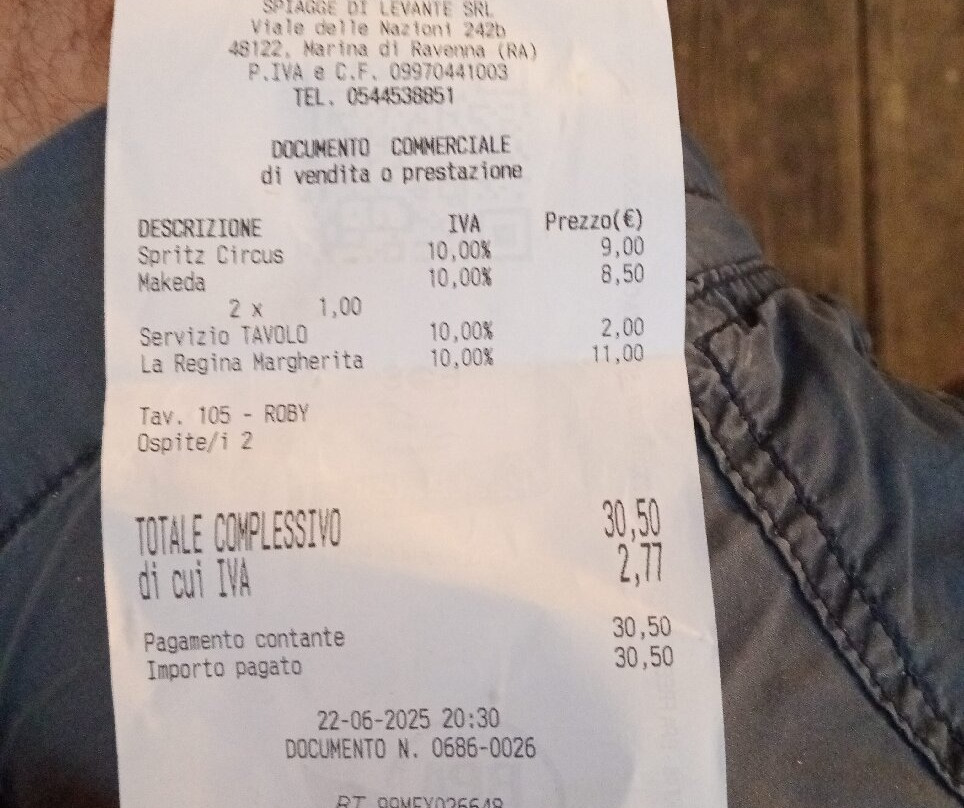 SPIAGGE DI LEVANTE SRL
Viale delle Nazioni 242b
48122, Marina di Ravenna (RA)
P.IVA e C.F. 09970441003
TEL. 0544538851
DOCUMENTO COMMERCIALE
di vendita o prestazione
DESCRIZIONE IVA Prezzo(€)
Spritz Circus 10,00% 9,00
Makeda 10,00% 8,50
2 x 1,00
Servizio TAVOLO 10,00% 2,00
La Regina Margherita 10,00% 11,00
Tav. 105 - ROBY
Ospite/i 2
TOTALE COMPLESSIVO 30,50
di cui IVA 2,77
Pagamento contante 30,50
Importo pagato 30,50
22-06-2025 20:30
DOCUMENTO N. 0686-0026
RT 99MEY026648